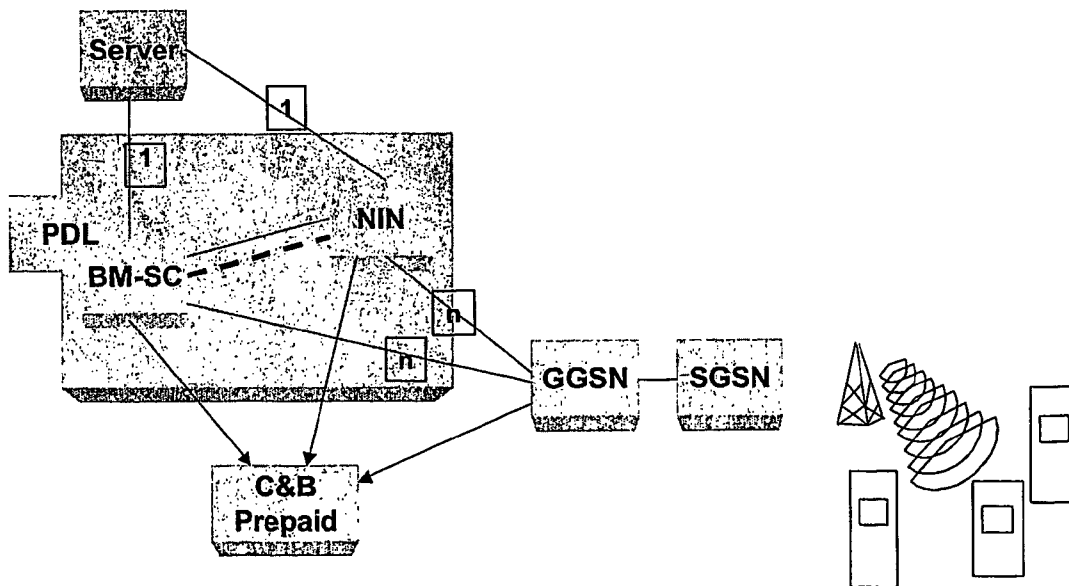 Server
1
1
PDL
NIN
BM-SC
n
n
GGSN
SGSN
C&B
Prepaid